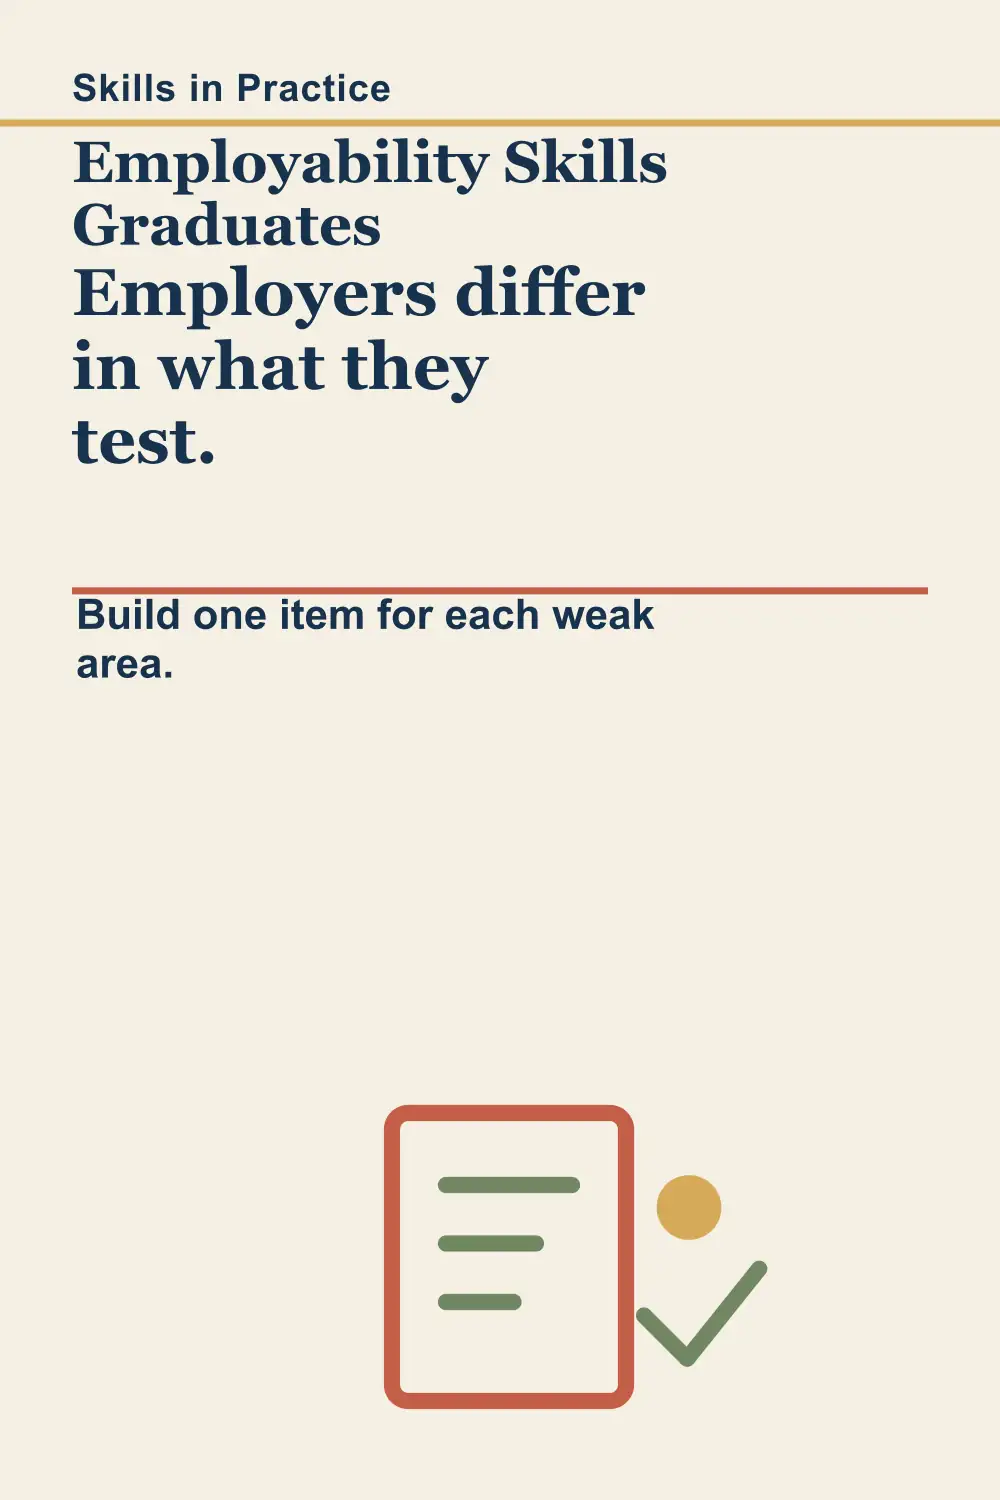 Skills in Practice
Employability Skills
Graduates
Employers differ
in what they
test.
Build one item for each weak
area.